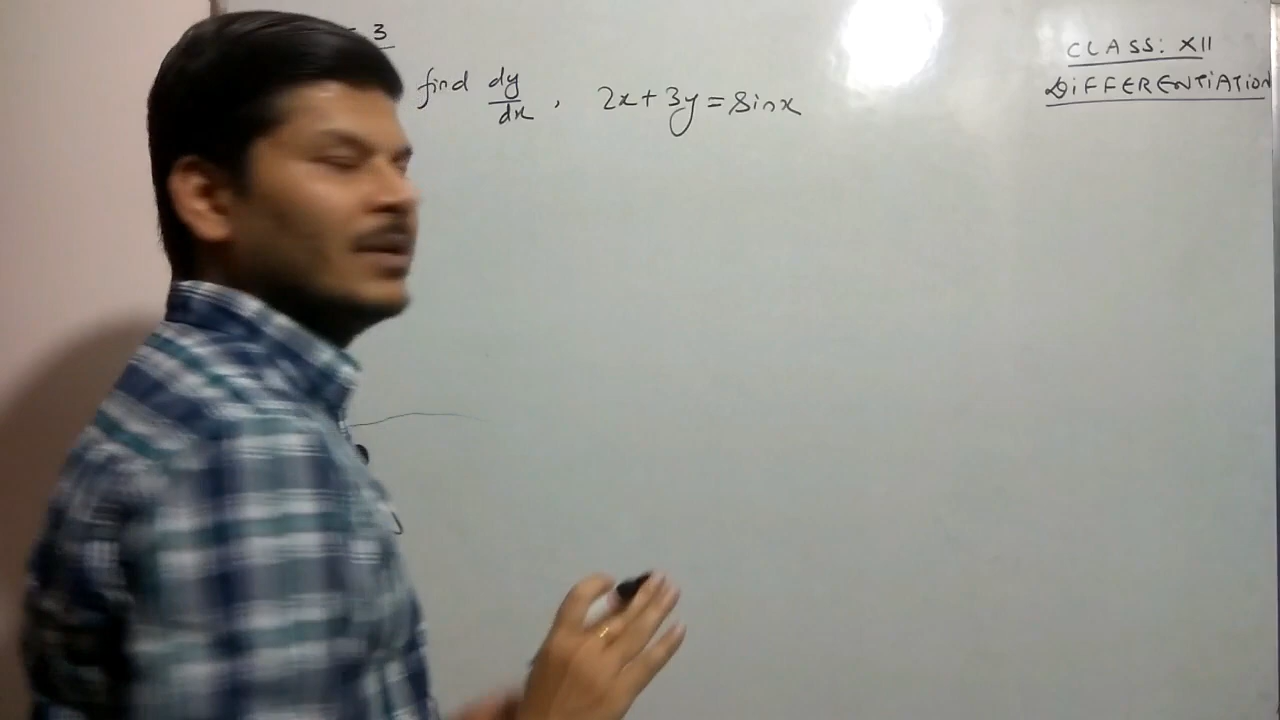 3
find dy/dx, 2x+3y=Sinx
CLASS: XII
DIFFERENTIATION